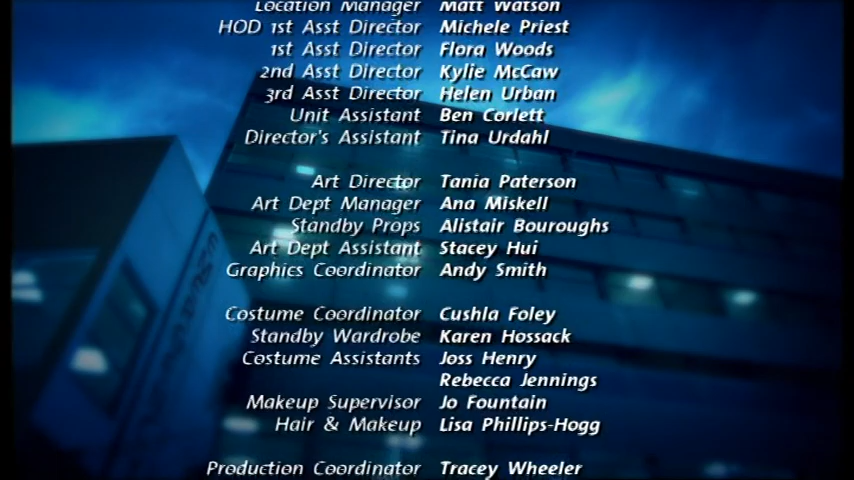 Location Manager Matt Watson
HOD 1st Asst Director Michele Priest
1st Asst Director Flora Woods
2nd Asst Director Kylie McCaw
3rd Asst Director Helen Urban
Unit Assistant Ben Corlett
Director's Assistant Tina Urdahl
Art Director Tania Paterson
Art Dept Manager Ana Miskell
Standby Props Alistair Bouroughs
Art Dept Assistant Stacey Hui
Graphics Coordinator Andy Smith
Costume Coordinator Cushla Foley
Standby Wardrobe Karen Hossack
Costume Assistants Joss Henry
Rebecca Jennings
Makeup Supervisor Jo Fountain
Hair & Makeup Lisa Phillips-Hogg
Production Coordinator Tracey Wheeler